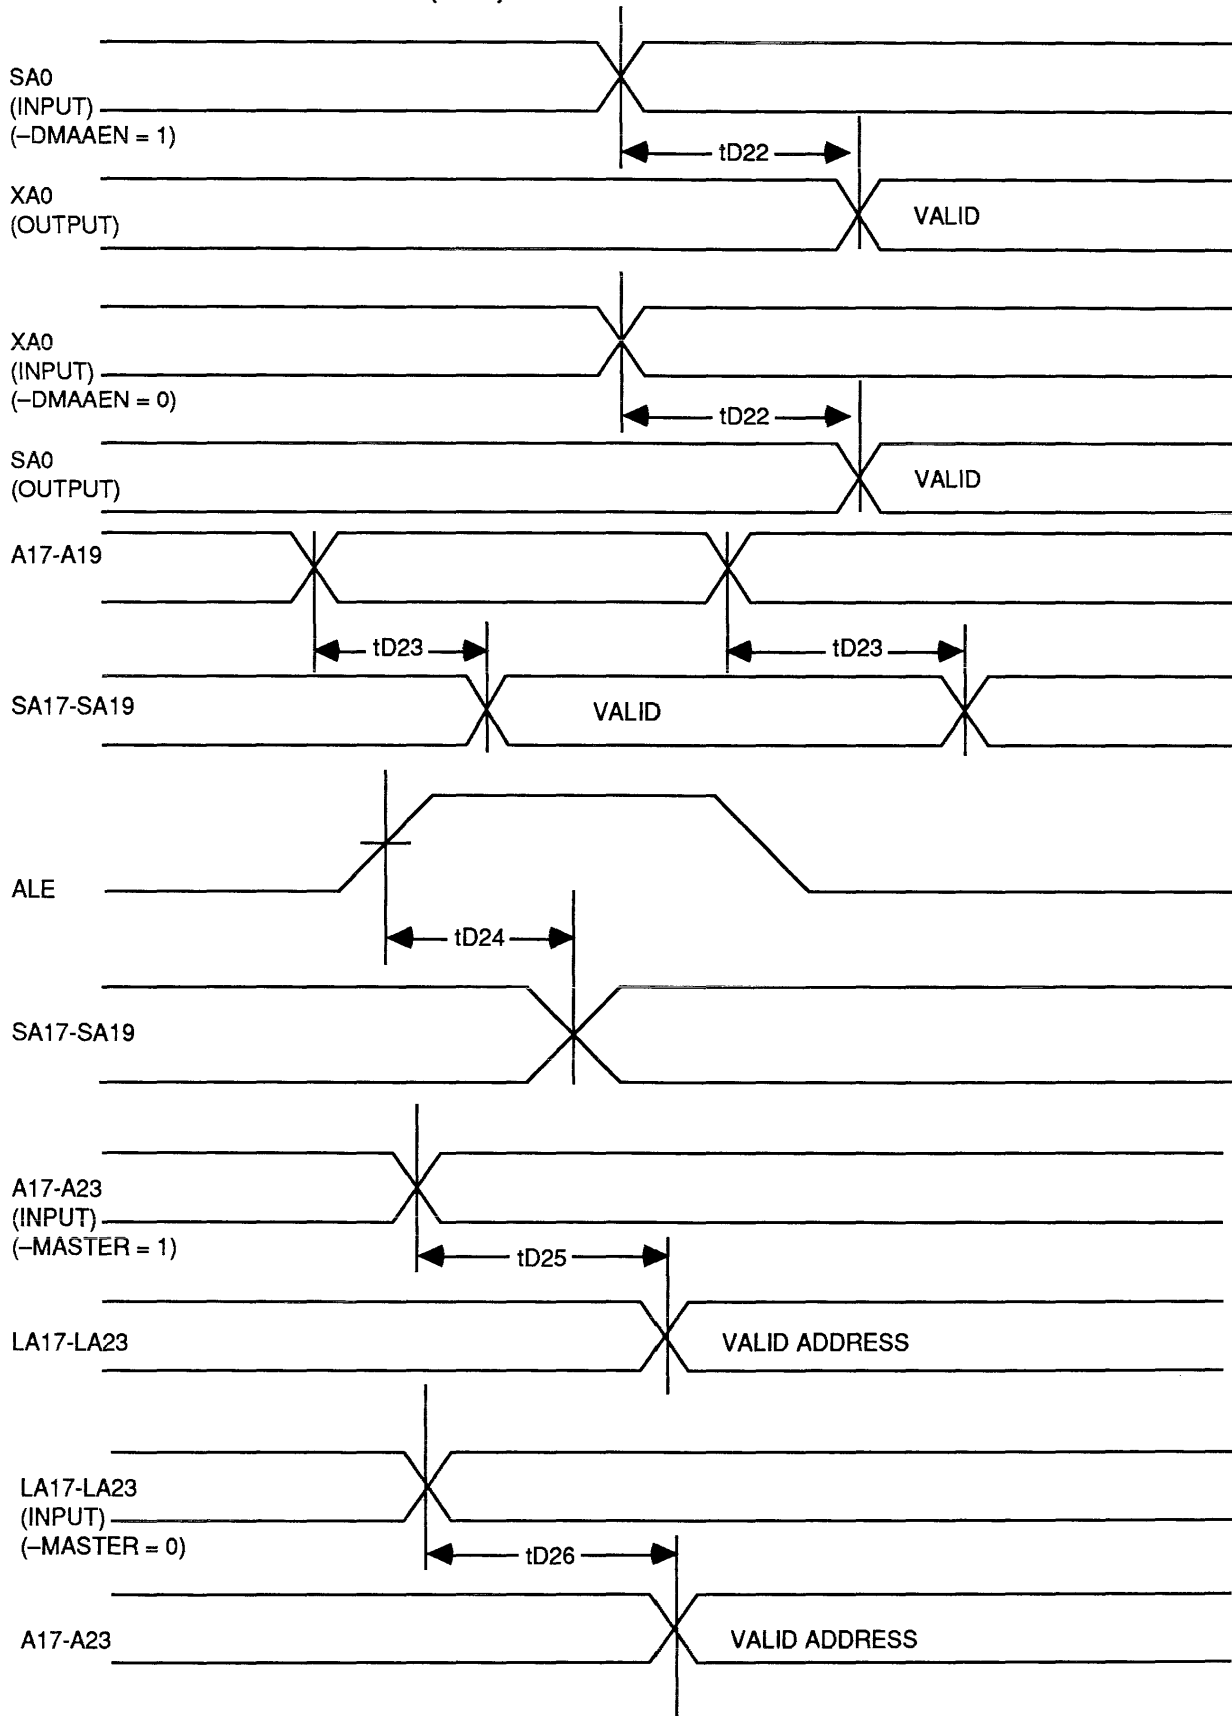 SA0
(INPUT)
(–DMAAEN = 1)
tD22
XA0
(OUTPUT)
VALID
XA0
(INPUT)
(–DMAAEN = 0)
tD22
SA0
(OUTPUT)
VALID
A17-A19
tD23
tD23
SA17-SA19
VALID
ALE
tD24
SA17-SA19
A17-A23
(INPUT)
(–MASTER = 1)
tD25
LA17-LA23
VALID ADDRESS
LA17-LA23
(INPUT)
(–MASTER = 0)
tD26
A17-A23
VALID ADDRESS